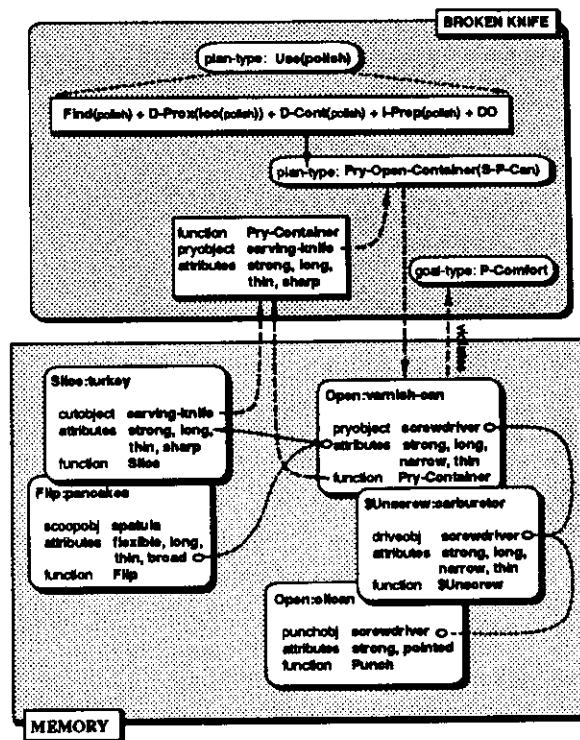 BROKEN KNIFE
plan-type: Use(polish)
Find(polish) + D-Prox(loc(polish)) + D-Cont(polish) + I-Prep(polish) + DO
plan-type: Pry-Open-Container(S-P-Can)
function Pry-Container
pryobject carving-knife
attributes strong, long,
thin, sharp
goal-type: P-Comfort
violates
Slice:turkey
cutobject carving-knife
attributes strong, long,
thin, sharp
function Slice
Flip:pancakes
scoopobj spatula
attributes flexible, long,
thin, broad
function Flip
Open:varnish-can
pryobject screwdriver
attributes strong, long,
narrow, thin
function Pry-Container
$Unscrew:carburetor
driveobj screwdriver
attributes strong, long,
narrow, thin
function $Unscrew
Open:oilcan
punchobj screwdriver
attributes strong, pointed
function Punch
MEMORY